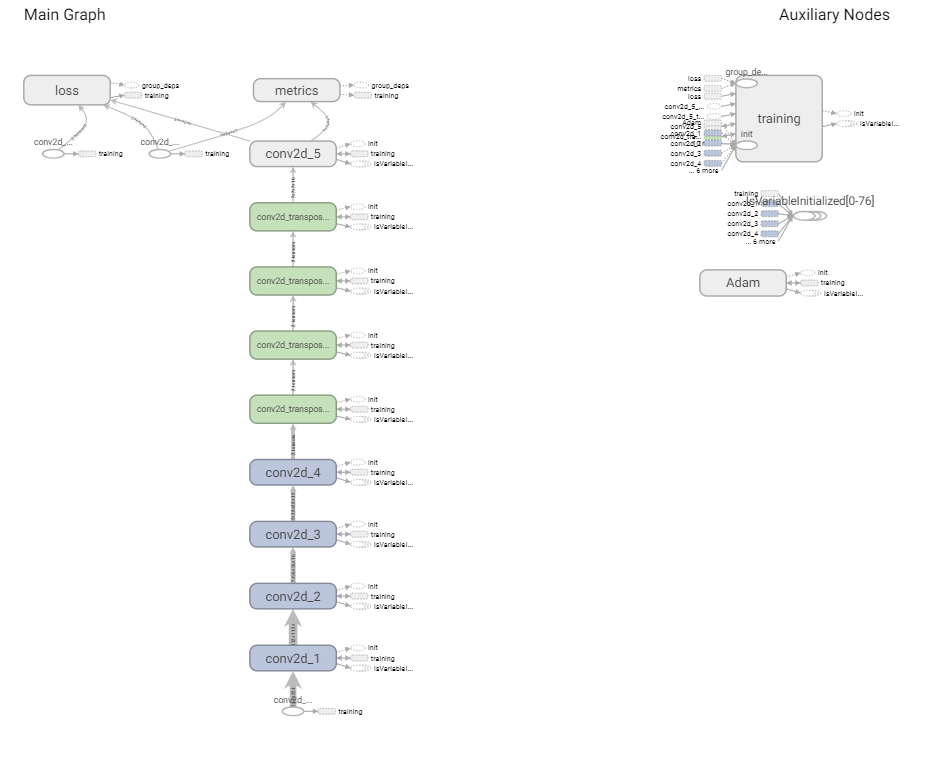 Main Graph
Auxiliary Nodes
loss
group_deps
training
metrics
group_deps
training
conv2d_...
training
conv2d_...
training
conv2d_5
init
training
IsVariabl...
conv2d_transpos...
init
training
IsVariabl...
conv2d_transpos...
init
training
IsVariabl...
conv2d_transpos...
init
training
IsVariabl...
conv2d_transpos...
init
training
IsVariabl...
conv2d_4
init
training
IsVariabl...
conv2d_3
init
training
IsVariabl...
conv2d_2
init
training
IsVariabl...
conv2d_1
init
training
IsVariabl...
conv2d_...
training
group_de...
loss
metrics
loss
conv2d_5_...
conv2d_5_t...
Adam
conv2d_5
conv2d_1
conv2d_3
conv2d_4
... 6 more
training
init
init
IsVariabl...
IsVariableInitialized[0-76]
training
conv2d_2
conv2d_3
conv2d_4
... 6 more
Adam
init
training
IsVariabl...